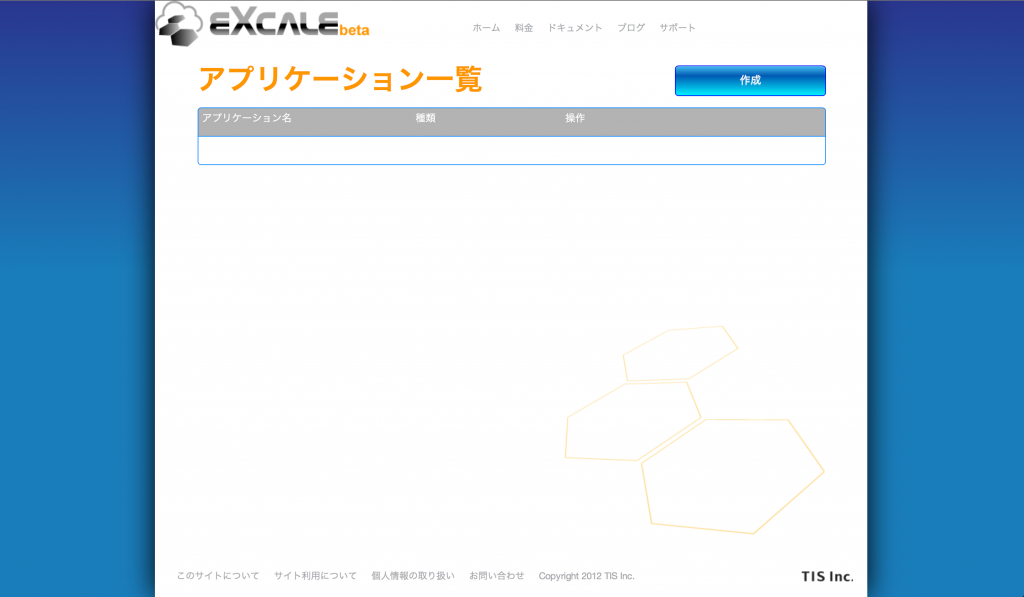 eXCALE beta
ホーム 料金 ドキュメント ブログ サポート
アプリケーション一覧
作成
アプリケーション名 種類 操作
このサイトについて サイト利用について 個人情報の取り扱い お問い合わせ Copyright 2012 TIS Inc.
TIS Inc.